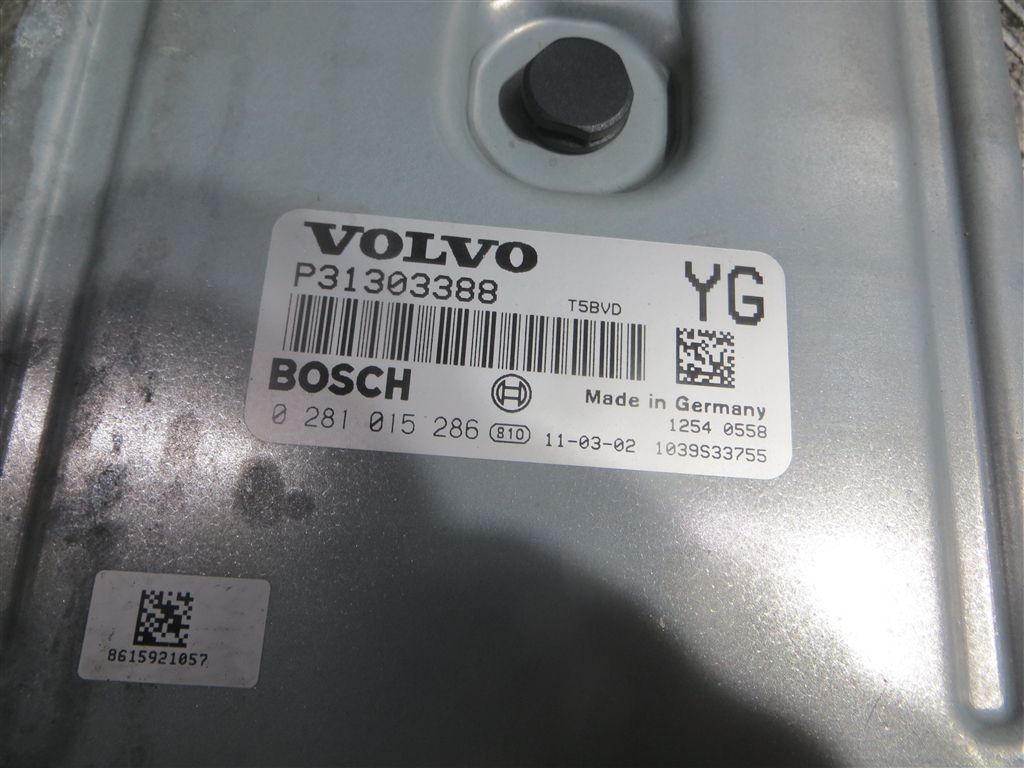 VOLVO
P31303388
T5BVD
YG
BOSCH
Made in Germany
0 281 015 286 810 11-03-02
1254 0558
1039S33755
8615921057